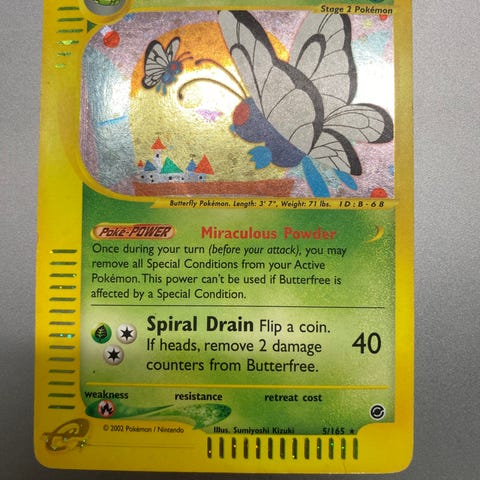 Stage 2 Pokémon
Butterfly Pokémon. Length: 3' 7", Weight: 71 lbs. ID: B-68
Poké-POWER Miraculous Powder
Once during your turn (before your attack), you may
remove all Special Conditions from your Active
Pokémon. This power can't be used if Butterfree is
affected by a Special Condition.
Spiral Drain Flip a coin.
If heads, remove 2 damage
counters from Butterfree.
40
weakness resistance retreat cost
e
© 2002 Pokémon / Nintendo Illus. Sumiyoshi Kizuki 5/165 ★